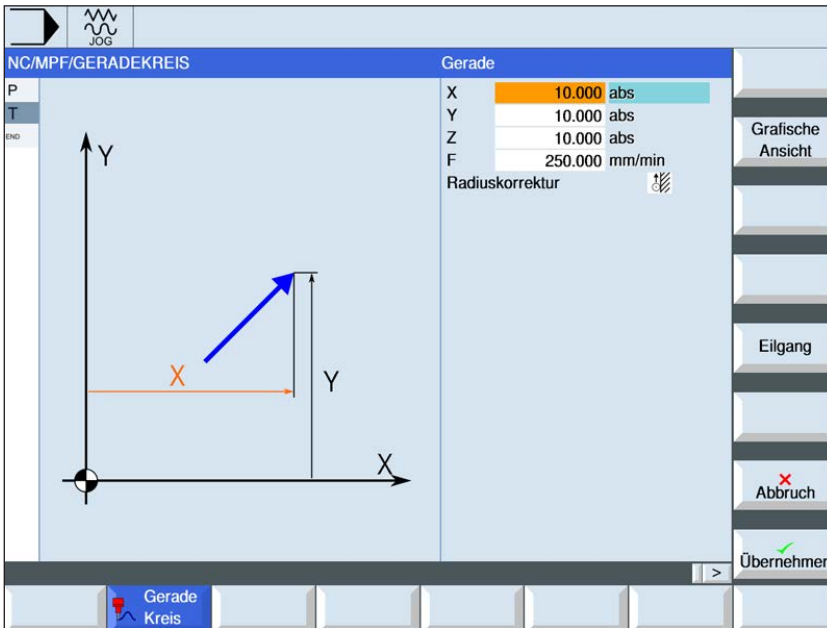 JOG
NC/MPF/GERADEKREIS
Gerade
P
T
END
X 10.000 abs
Y 10.000 abs
Z 10.000 abs
F 250.000 mm/min
Radiuskorrektur
Y
X
Y
X
Grafische
Ansicht
Eilgang
Abbruch
Übernehmen
>
Gerade
Kreis